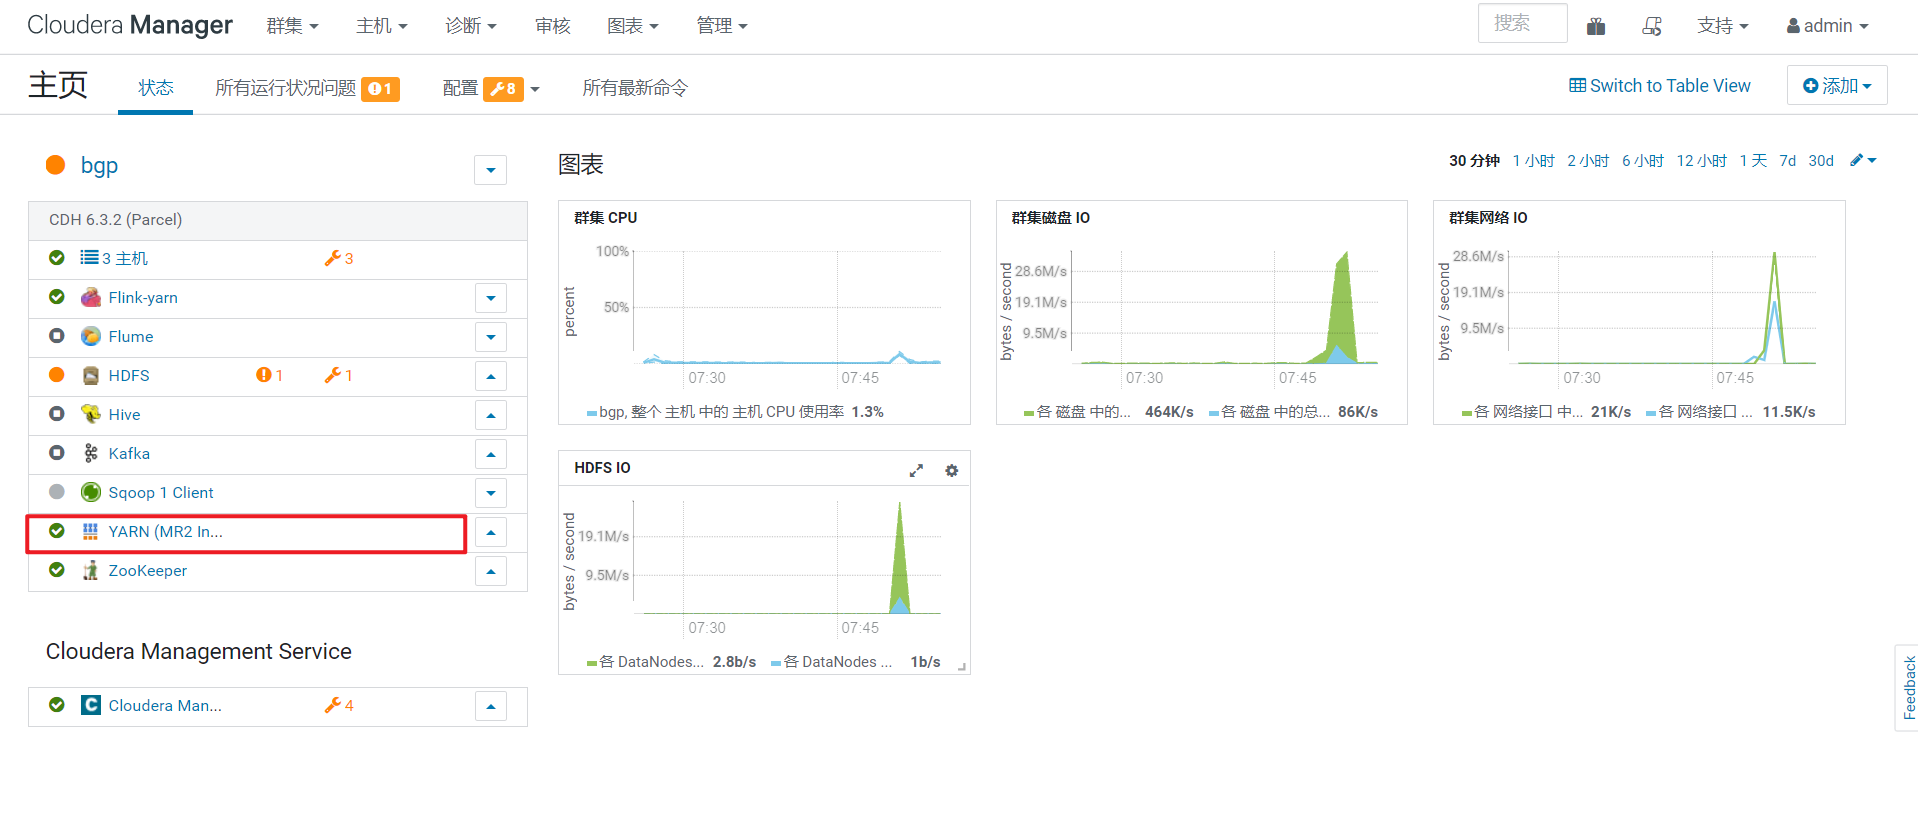 Cloudera Manager 群集 主机 诊断 审核 图表 管理 搜索 支持 admin
主页 状态 所有运行状况问题 1 配置 8 所有最新命令 Switch to Table View 添加
bgp
CDH 6.3.2 (Parcel)
3 主机 3
Flink-yarn
Flume
HDFS 1 1
Hive
Kafka
Sqoop 1 Client
YARN (MR2 In...
ZooKeeper
Cloudera Management Service
Cloudera Man... 4
图表
30 分钟 1 小时 2 小时 6 小时 12 小时 1 天 7d 30d
群集 CPU
percent
100%
50%
07:30 07:45
bgp, 整个 主机 中的 主机 CPU 使用率 1.3%
群集磁盘 IO
bytes / second
28.6M/s
19.1M/s
9.5M/s
07:30 07:45
各 磁盘 中的... 464K/s 各 磁盘 中的总... 86K/s
群集网络 IO
bytes / second
28.6M/s
19.1M/s
9.5M/s
07:30 07:45
各 网络接口 中... 21K/s 各 网络接口 ... 11.5K/s
HDFS IO
bytes / second
19.1M/s
9.5M/s
07:30 07:45
各 DataNodes... 2.8b/s 各 DataNodes ... 1b/s
Feedback